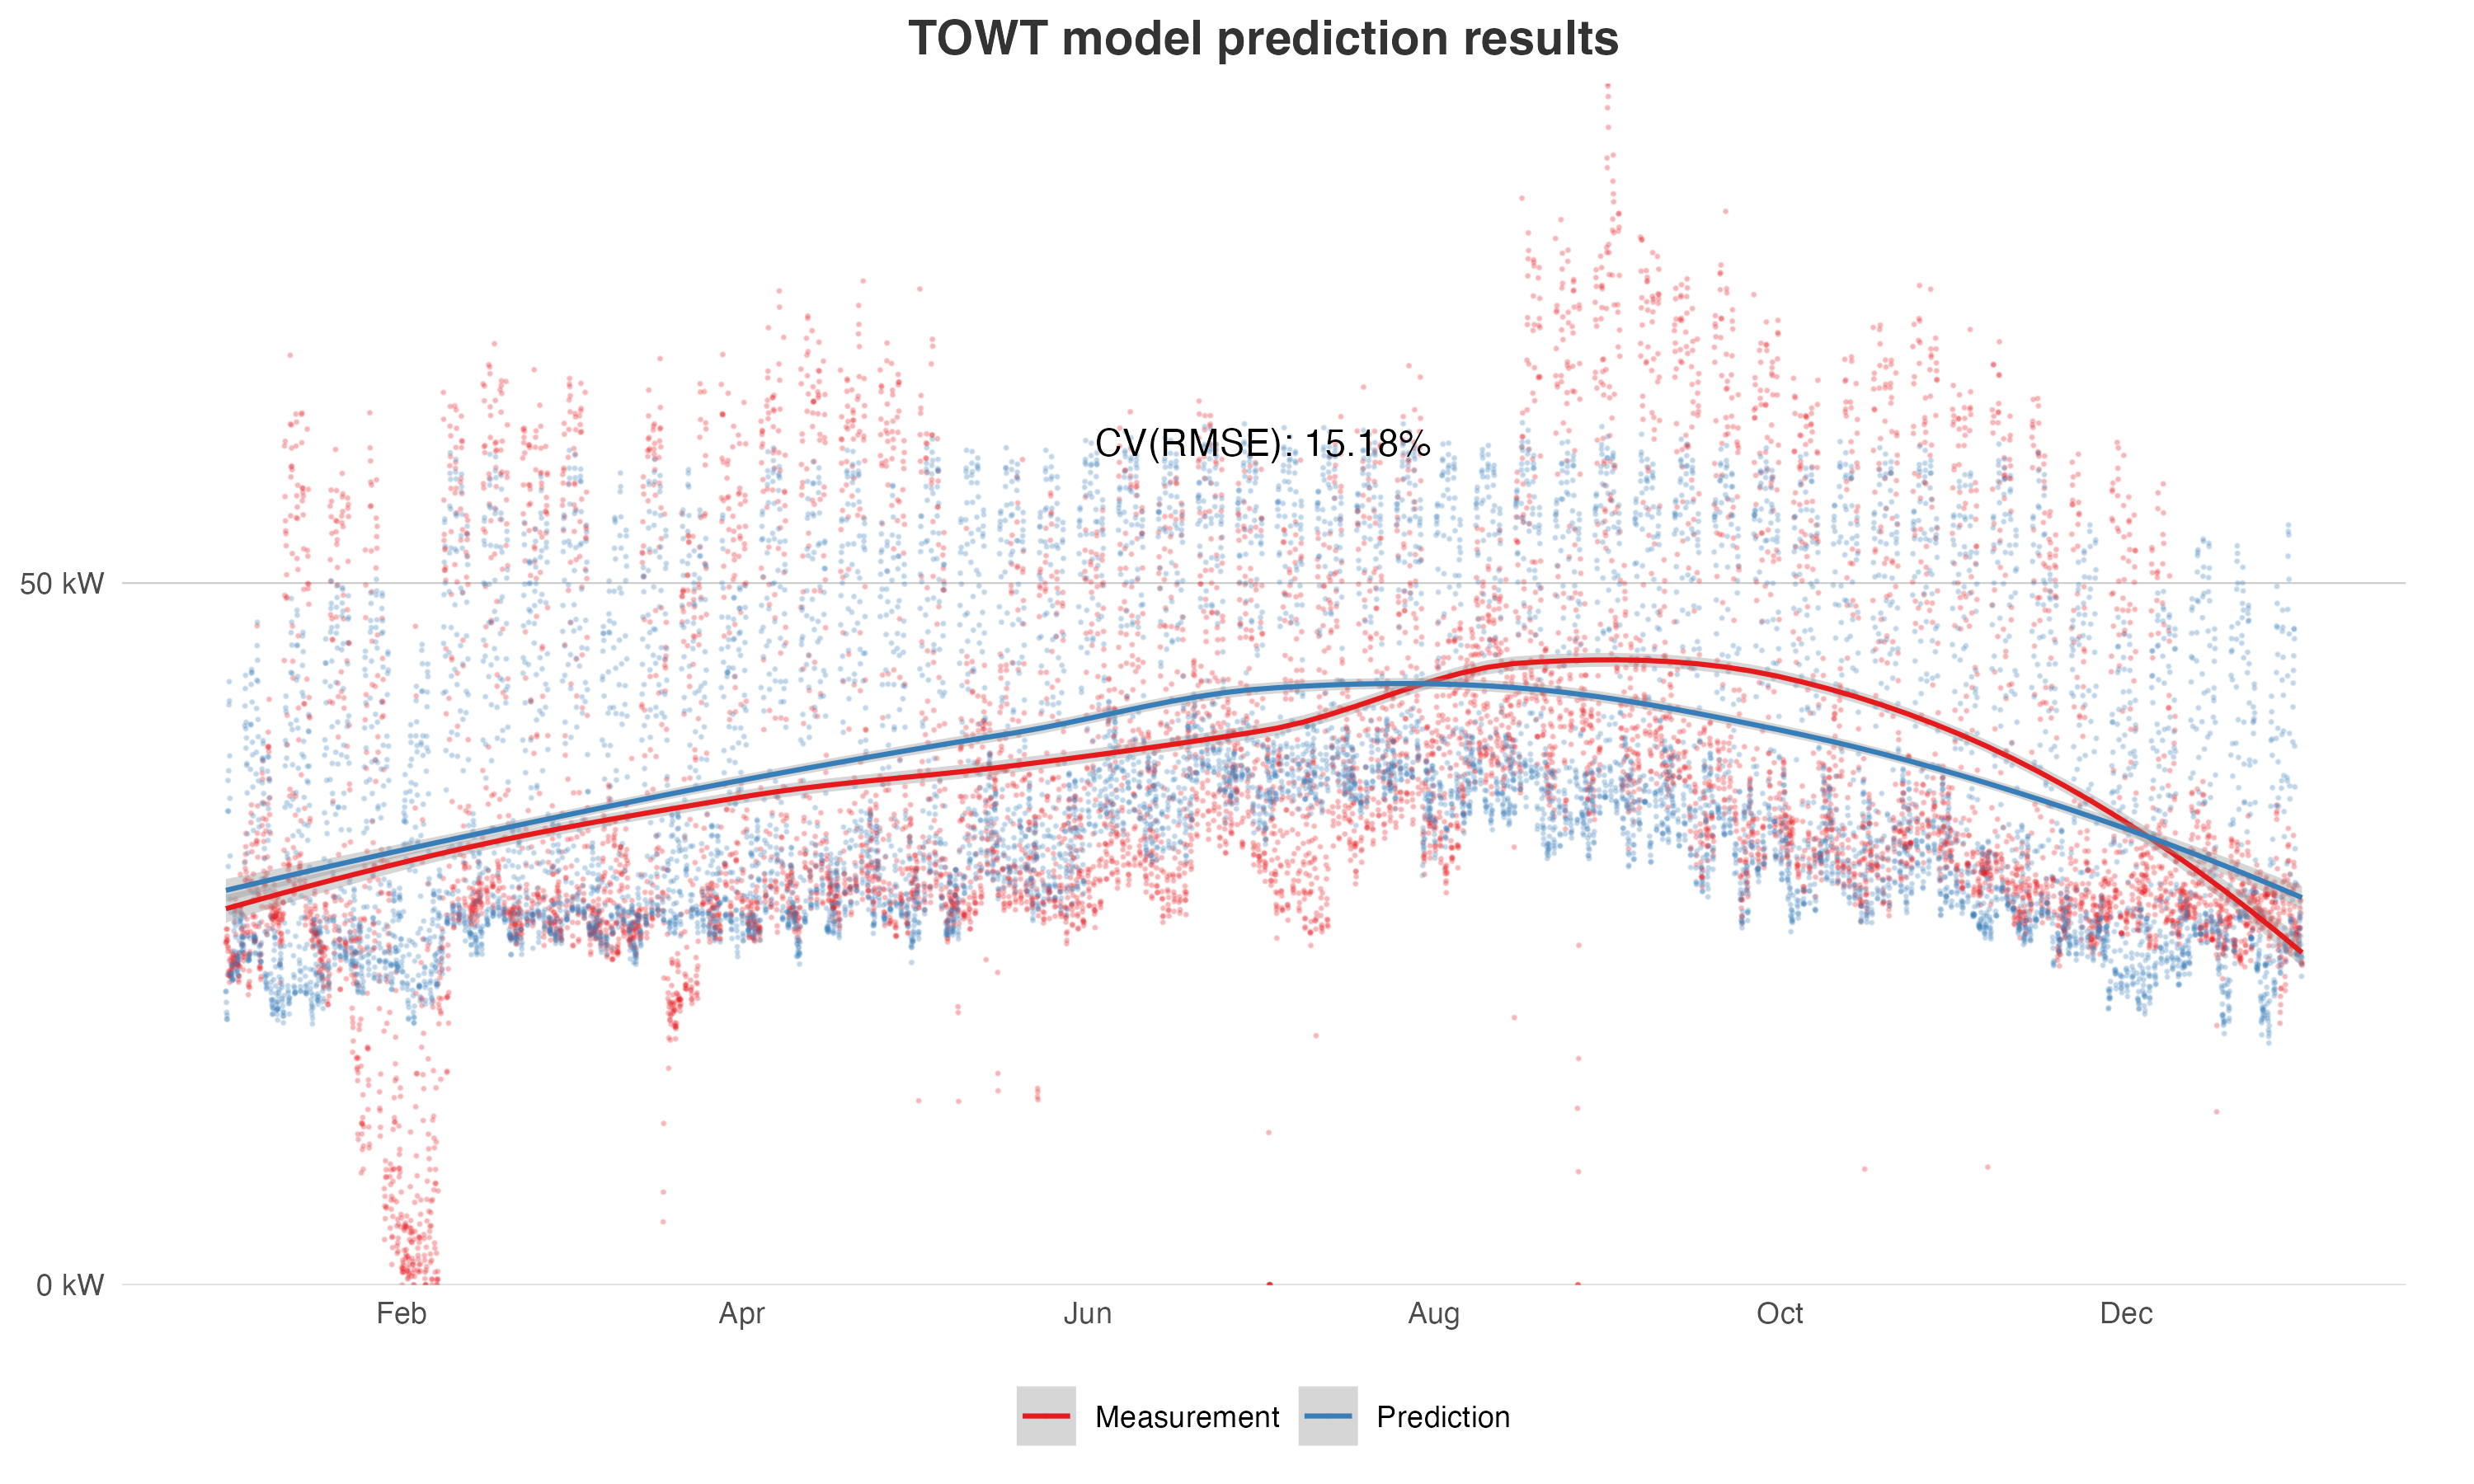 TOWT model prediction results
CV(RMSE): 15.18%
50 kW
0 kW
Feb Apr Jun Aug Oct Dec
Measurement Prediction